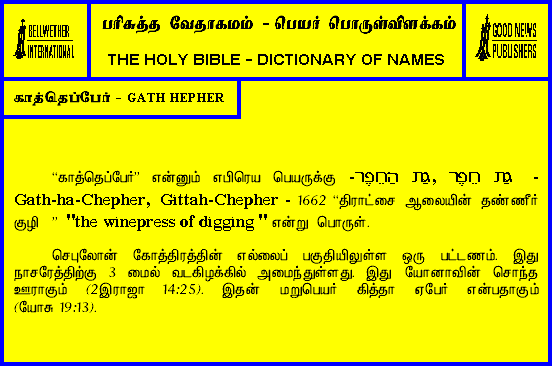 BELLWETHER
INTERNATIONAL
பரிசுத்த வேதாகமம் - பெயர் பொருள்விளக்கம்
THE HOLY BIBLE - DICTIONARY OF NAMES
GOOD NEWS
PUBLISHERS
காத்தெப்பேர் - GATH HEPHER
“காத்தெப்பேர்” என்னும் எபிரெய பெயருக்கு -גַּת חֵפֶר, גַּת הַחֵפֶר -
Gath-ha-Chepher, Gittah-Chepher - 1662 “திராட்சை ஆலையின் தண்ணீர்
குழி ” "the winepress of digging " என்று பொருள்.
செபுலோன் கோத்திரத்தின் எல்லைப் பகுதியிலுள்ள ஒரு பட்டணம். இது
நாசரேத்திற்கு 3 மைல் வடகிழக்கில் அமைந்துள்ளது. இது யோனாவின் சொந்த
ஊராகும் (2இராஜா 14:25). இதன் மறுபெயர் கித்தா ஏபேர் என்பதாகும்
(யோசு 19:13).